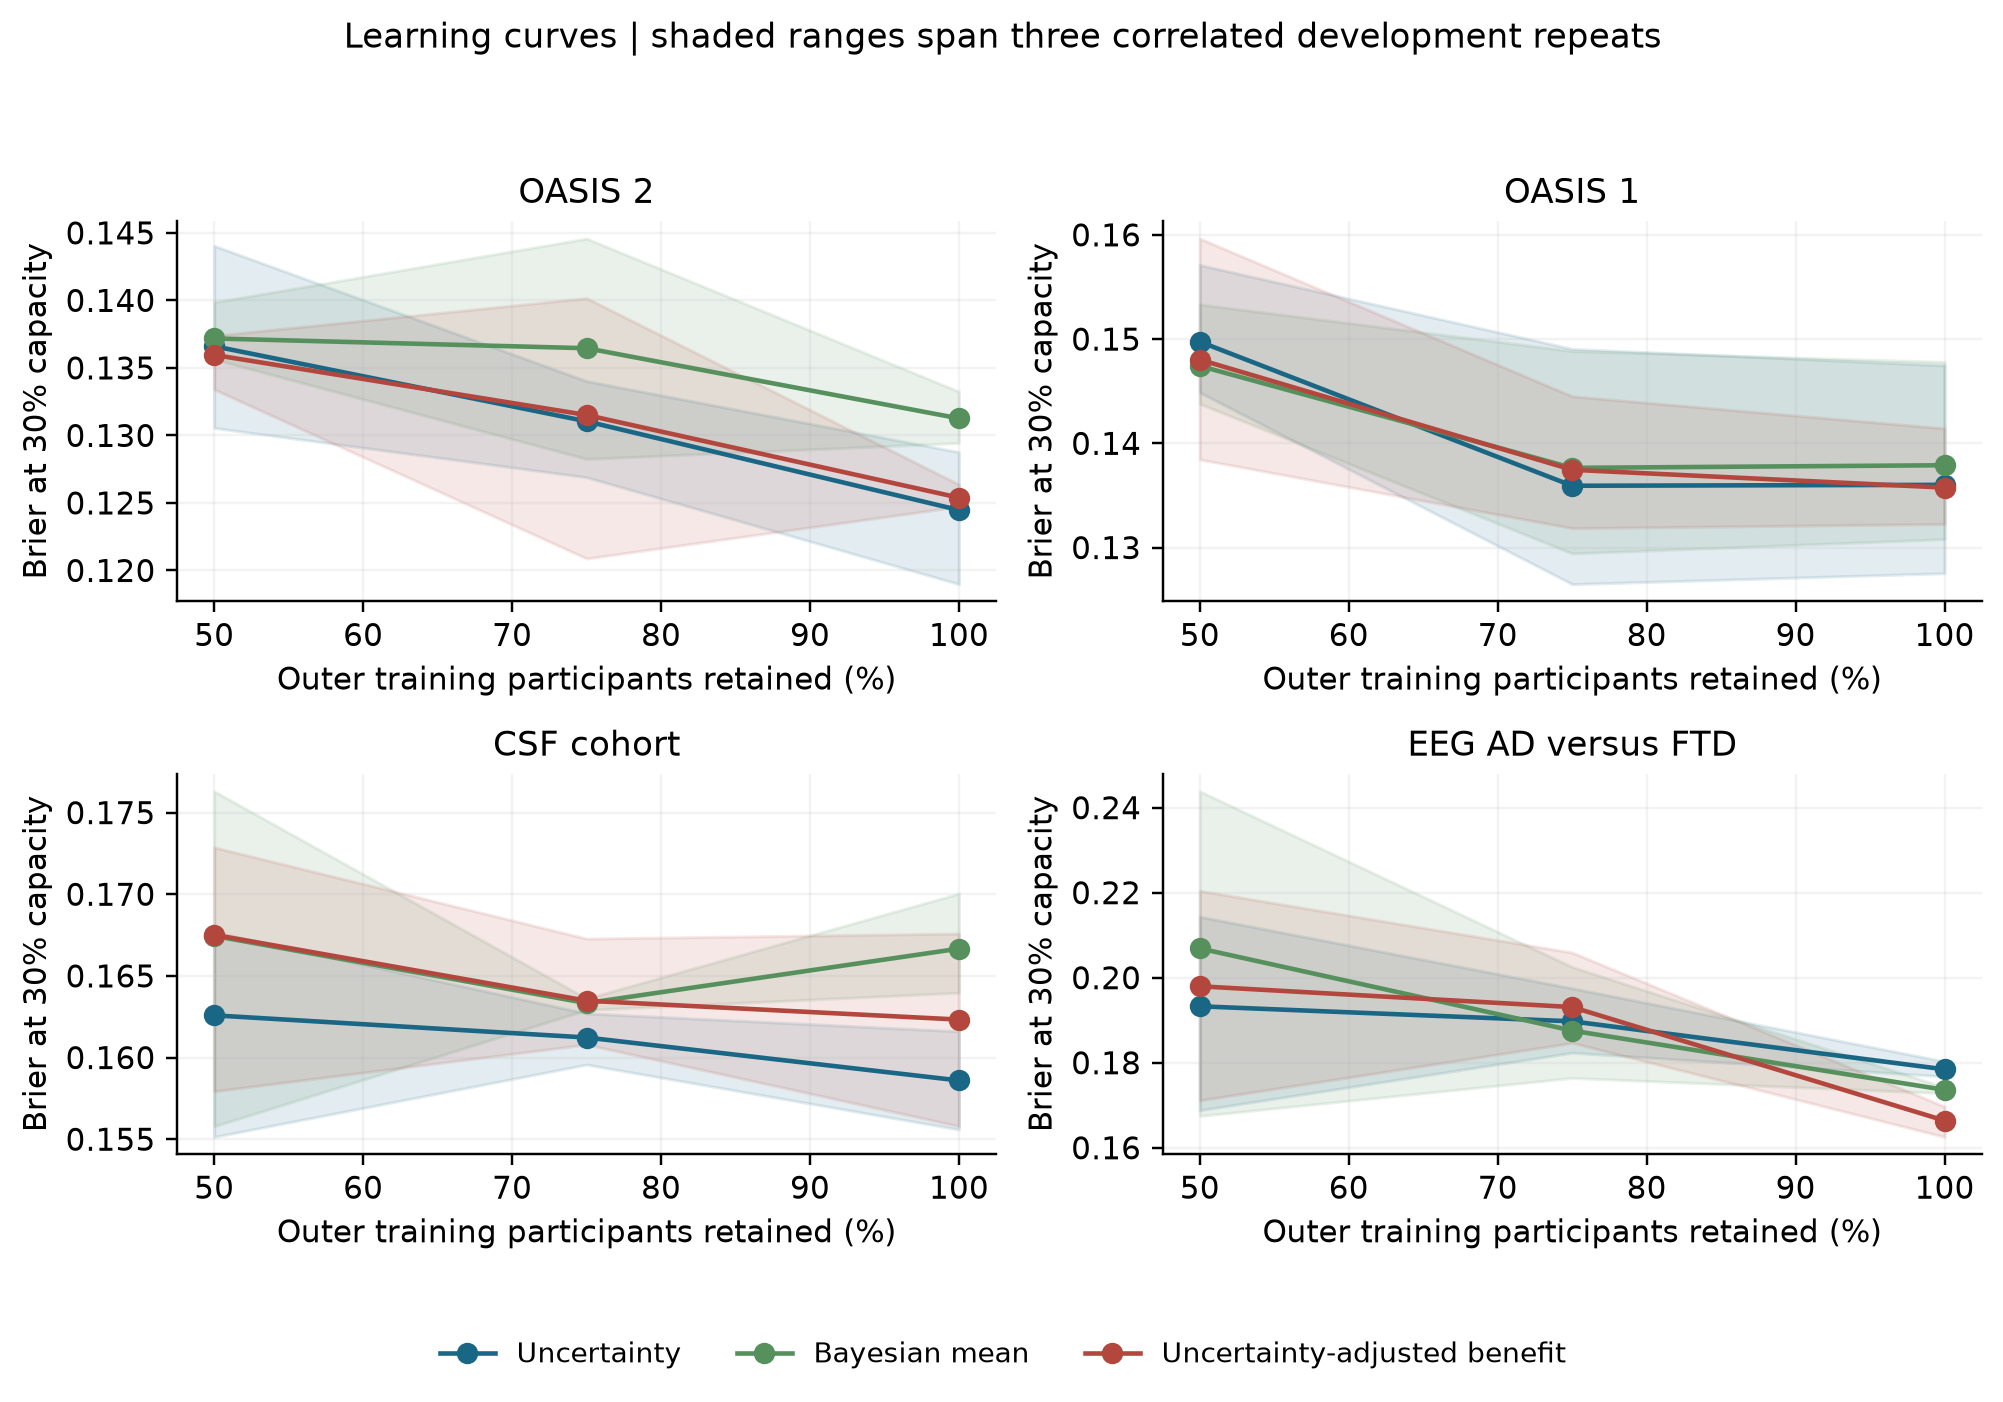 Learning curves | shaded ranges span three correlated development repeats
OASIS 2
Brier at 30% capacity
0.145
0.140
0.135
0.130
0.125
0.120
50 60 70 80 90 100
Outer training participants retained (%)
OASIS 1
Brier at 30% capacity
0.16
0.15
0.14
0.13
50 60 70 80 90 100
Outer training participants retained (%)
CSF cohort
Brier at 30% capacity
0.175
0.170
0.165
0.160
0.155
50 60 70 80 90 100
Outer training participants retained (%)
EEG AD versus FTD
Brier at 30% capacity
0.24
0.22
0.20
0.18
0.16
50 60 70 80 90 100
Outer training participants retained (%)
Uncertainty Bayesian mean Uncertainty-adjusted benefit